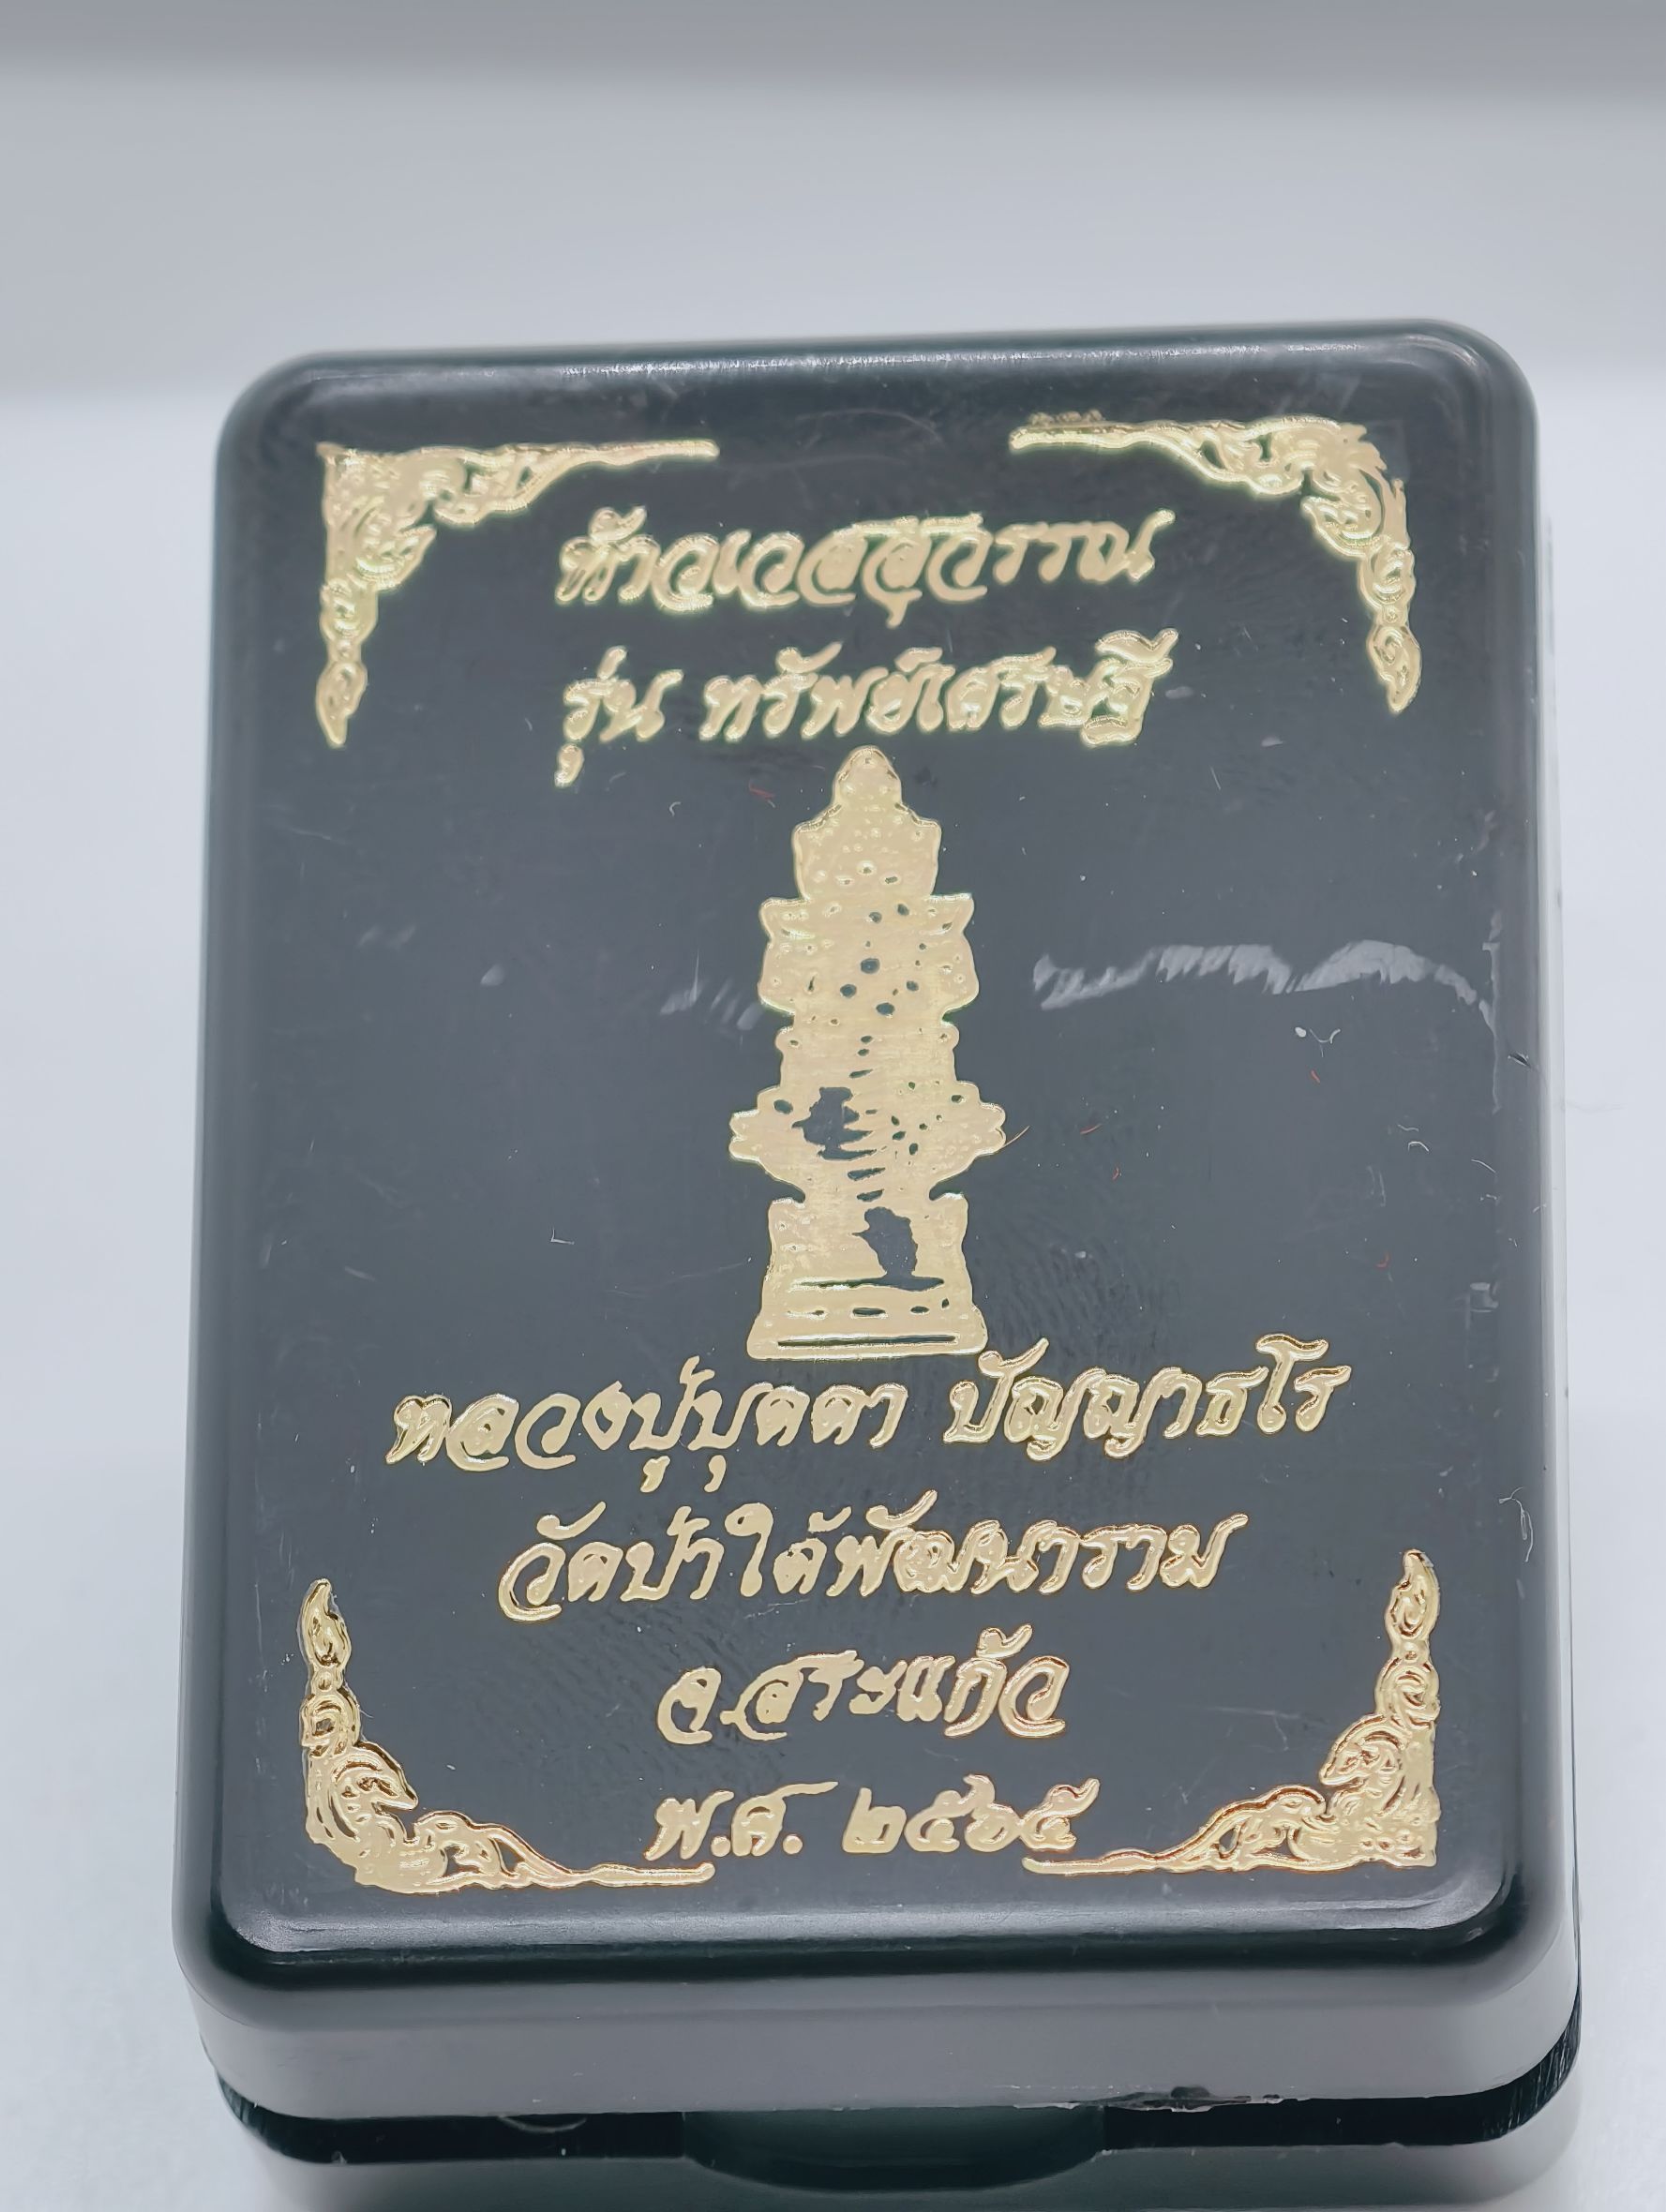 ท้าวเวสสุวรรณ
รุ่น ทรัพย์เศรษฐี
หลวงปู่บุดดา ปัญญาธโร
วัดป่าใต้พัฒนาราม
จ.สระแก้ว
พ.ศ. ๒๕๖๕